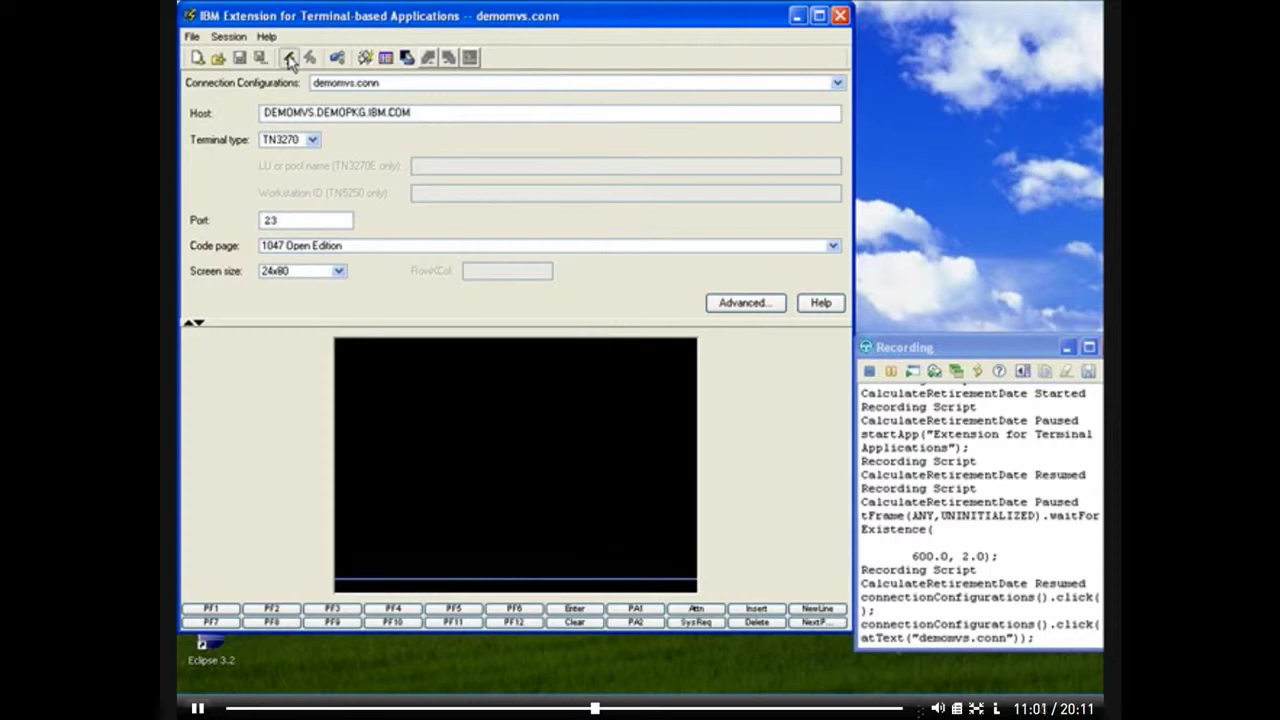 IBM Extension for Terminal-based Applications -- demomvs.conn
File Session Help
Connection Configurations: demomvs.conn
Host: DEMOMVS.DEMOPKG.IBM.COM
Terminal type: TN3270
LU or pool name (TN3270E only):
Workstation ID (TN5250 only):
Port: 23
Code page: 1047 Open Edition
Screen size: 24x80 RowXCol:
Advanced... Help
PF1 PF2 PF3 PF4 PF5 PF6 Enter PA1 Attn Insert NewLine
PF7 PF8 PF9 PF10 PF11 PF12 Clear PA2 SysReq Delete NextP...
Recording
CalculateRetirementDate Started
Recording Script
CalculateRetirementDate Paused
startApp("Extension for Terminal
Applications");
Recording Script
CalculateRetirementDate Resumed
Recording Script
CalculateRetirementDate Paused
tFrame(ANY,UNINITIALIZED).waitFor
Existence(
600.0, 2.0);
Recording Script
CalculateRetirementDate Resumed
connectionConfigurations().click(
);
connectionConfigurations().click(
atText("demomvs.conn"));
Eclipse 3.2
11:01 / 20:11